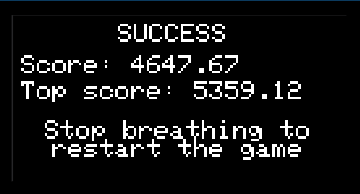 SUCCESS
Score: 4647.67
Top score: 5359.12
Stop breathing to
restart the game